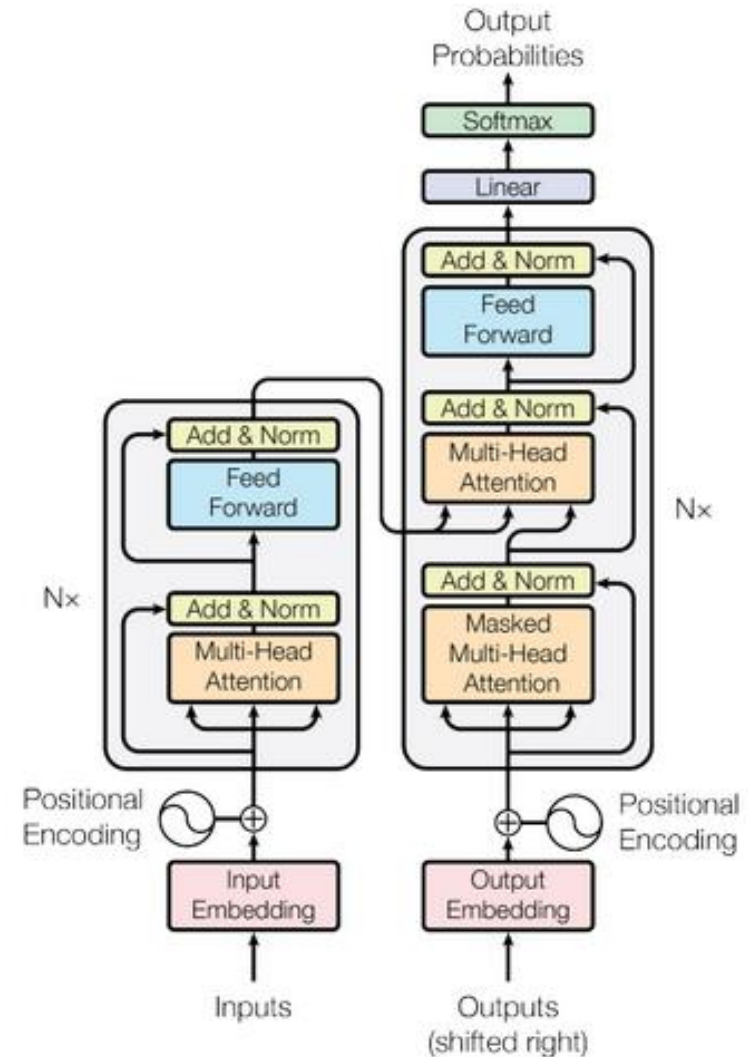 Output
Probabilities
Softmax
Linear
Add & Norm
Feed
Forward
Add & Norm
Multi-Head
Attention
Add & Norm
Masked
Multi-Head
Attention
Nx
Add & Norm
Feed
Forward
Add & Norm
Multi-Head
Attention
Nx
Positional
Encoding
Positional
Encoding
Input
Embedding
Output
Embedding
Inputs
Outputs
(shifted right)